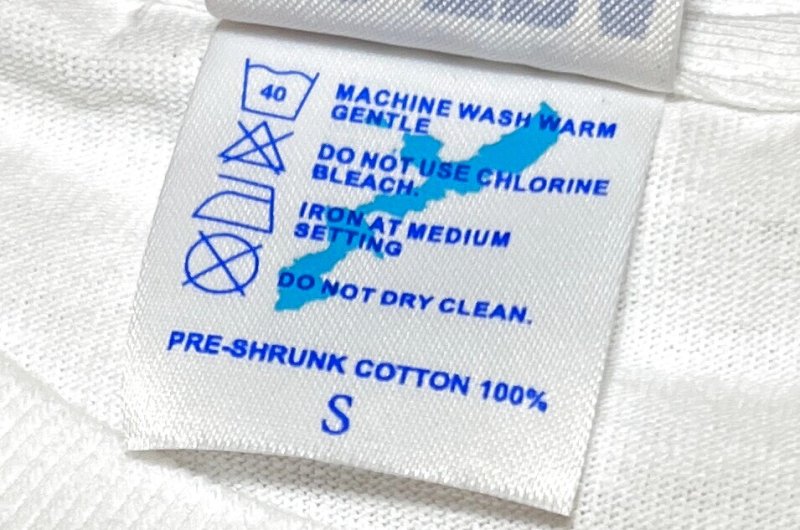 40
MACHINE WASH WARM
GENTLE
DO NOT USE CHLORINE
BLEACH.
IRON AT MEDIUM
SETTING
DO NOT DRY CLEAN.
PRE-SHRUNK COTTON 100%
S